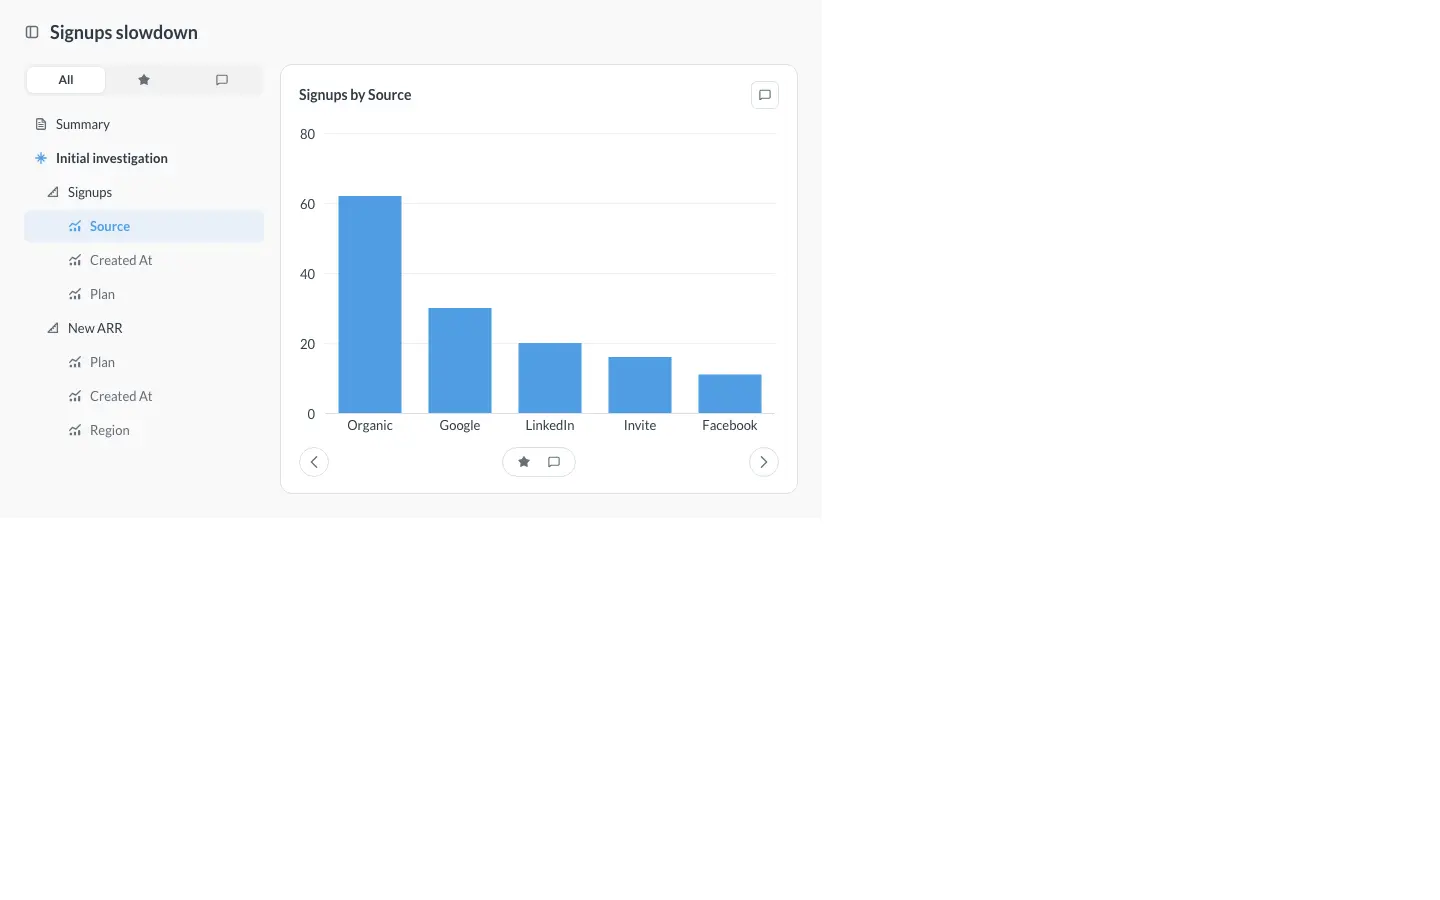 Signups slowdown
All
Summary
Initial investigation
Signups
Source
Created At
Plan
New ARR
Plan
Created At
Region
Signups by Source
80
60
40
20
0
Organic Google LinkedIn Invite Facebook